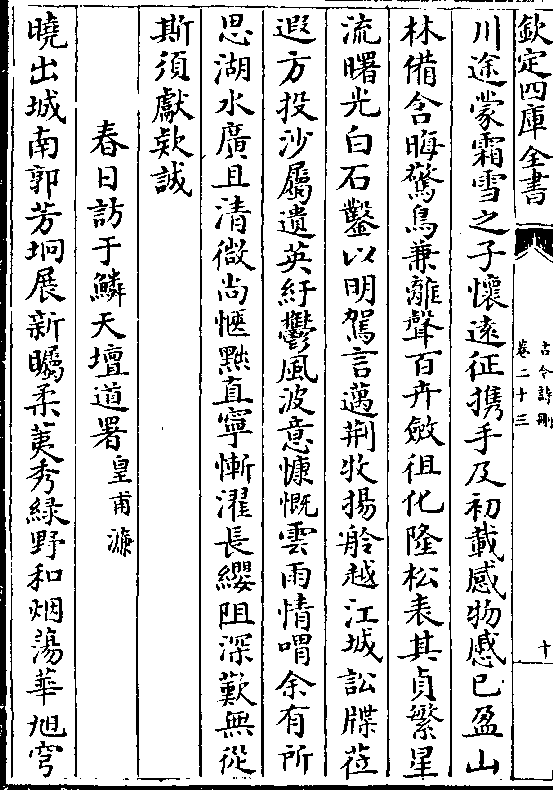 欽定四庫全書
古今詩刪
卷二十三
十
川途蒙霜雪之子懷遠征携手及初載感物感已盈山
林備含晦驚鳥兼離聲百卉斂徂化隆松表其貞繁星
流曙光白石鑿以明駕言邁荆牧揚舲越江城訟牒莅
遐方投沙屬遺英紆鬱風波意慷慨雲雨情喟余有所
思湖水廣且清微尚愜黜直寧慚濯長纓阻深歎無從
斯須獻欵誠
春日訪于鱗天壇道署皇甫濂
曉出城南郭芳坰展新矚柔荑秀緑野和烟蕩華旭穹